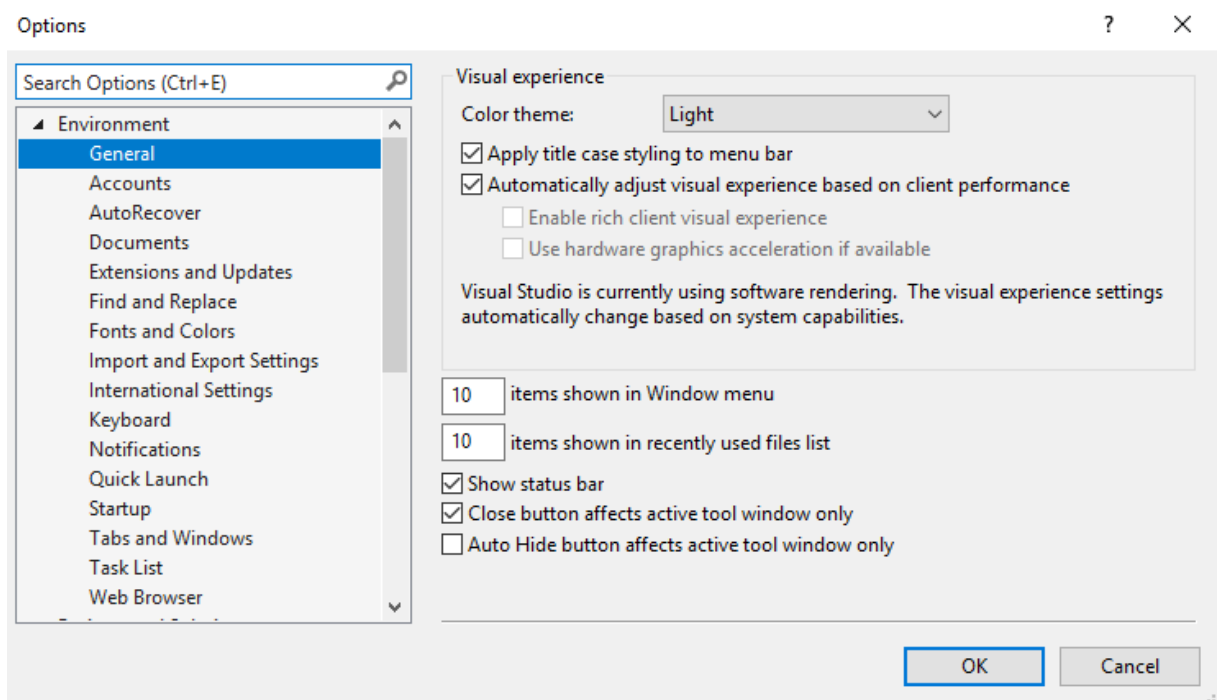 Options
Search Options (Ctrl+E)
Environment
General
Accounts
AutoRecover
Documents
Extensions and Updates
Find and Replace
Fonts and Colors
Import and Export Settings
International Settings
Keyboard
Notifications
Quick Launch
Startup
Tabs and Windows
Task List
Web Browser
Visual experience
Color theme: Light
Apply title case styling to menu bar
Automatically adjust visual experience based on client performance
Enable rich client visual experience
Use hardware graphics acceleration if available
Visual Studio is currently using software rendering.  The visual experience settings
automatically change based on system capabilities.
10 items shown in Window menu
10 items shown in recently used files list
Show status bar
Close button affects active tool window only
Auto Hide button affects active tool window only
OK Cancel